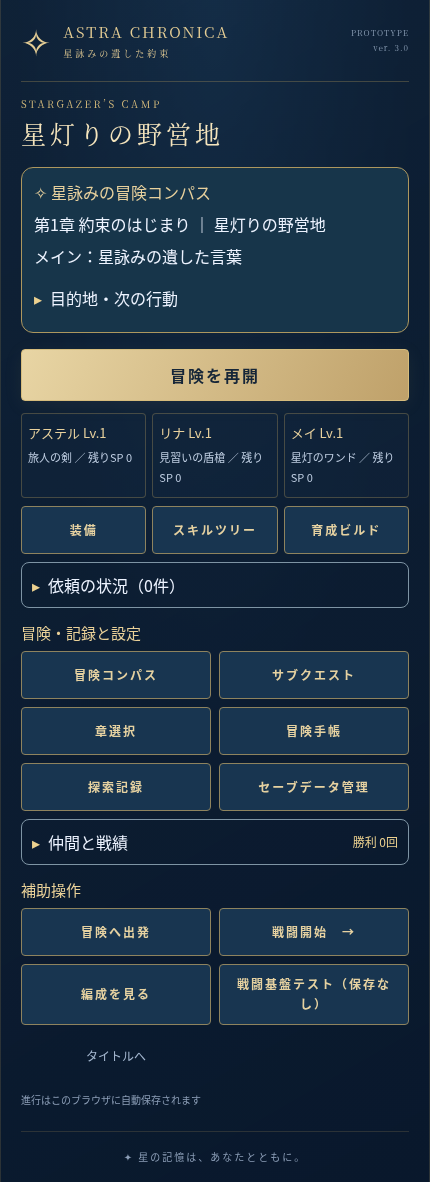 ASTRA CHRONICA
星詠みの遺した約束
PROTOTYPE
ver. 3.0
STARGAZER'S CAMP
星灯りの野営地
✧ 星詠みの冒険コンパス
第1章 約束のはじまり ｜ 星灯りの野営地
メイン：星詠みの遺した言葉
▸ 目的地・次の行動
冒険を再開
アステル Lv.1
旅人の剣 ／ 残りSP 0
リナ Lv.1
見習いの盾槍 ／ 残り
SP 0
メイ Lv.1
星灯のワンド ／ 残り
SP 0
装備
スキルツリー
育成ビルド
▸ 依頼の状況（0件）
冒険・記録と設定
冒険コンパス
サブクエスト
章選択
冒険手帳
探索記録
セーブデータ管理
▸ 仲間と戦績
勝利 0回
補助操作
冒険へ出発
戦闘開始　→
編成を見る
戦闘基盤テスト（保存な
し）
タイトルへ
進行はこのブラウザに自動保存されます
✦ 星の記憶は、あなたとともに。